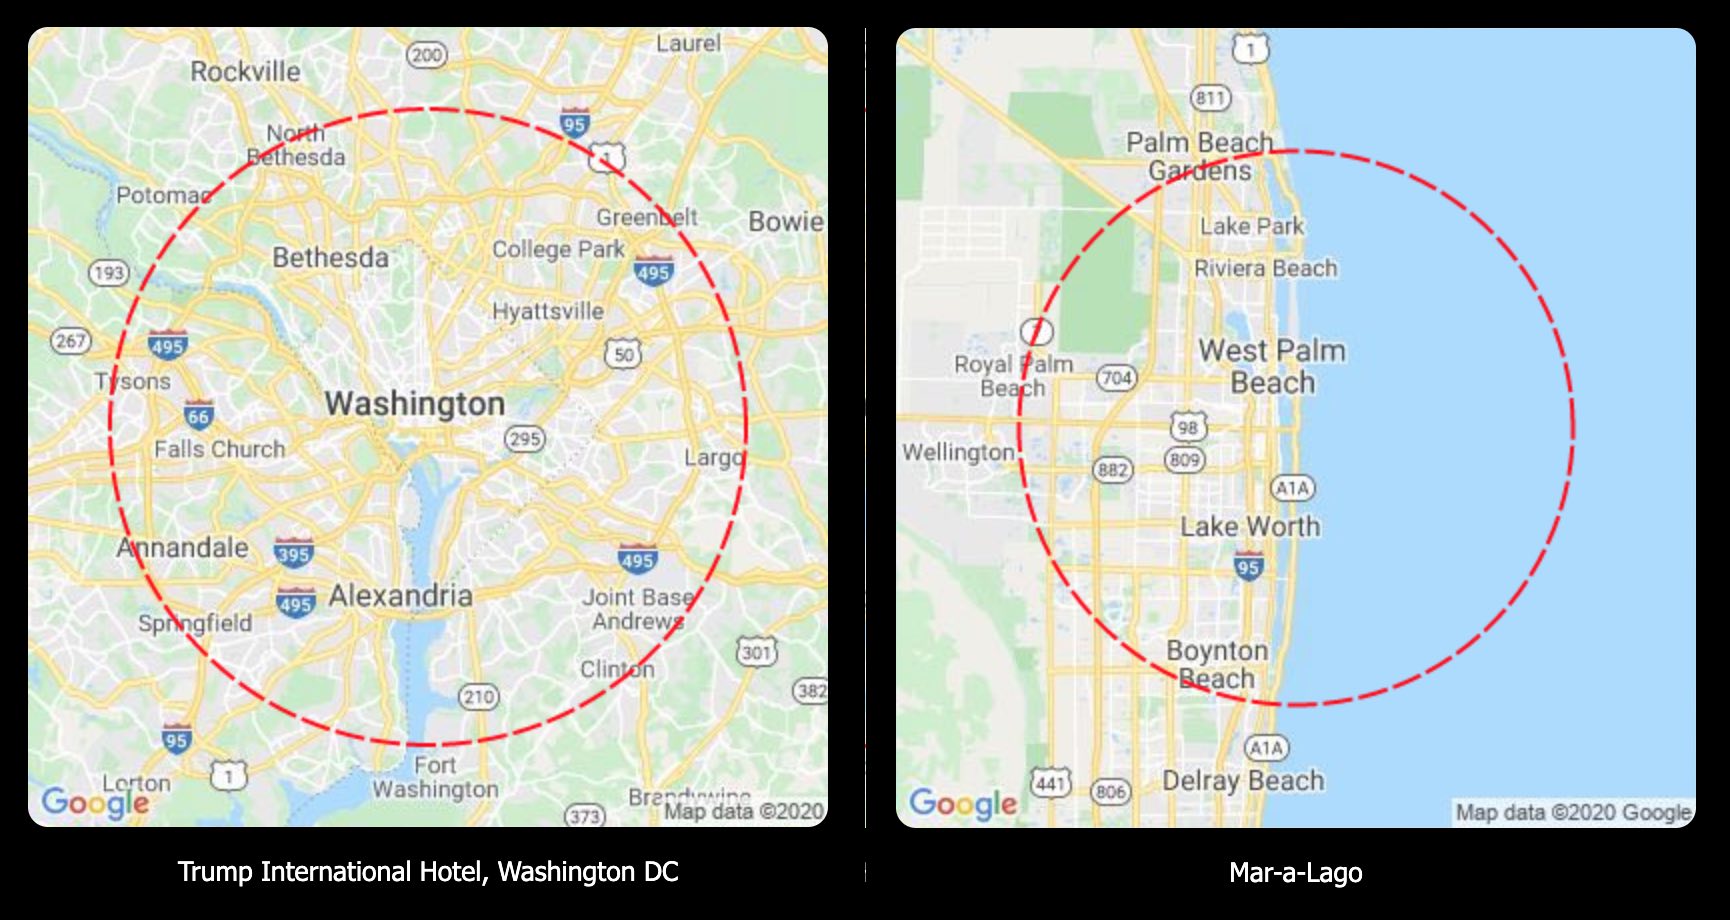 200
Laurel
Rockville
95
North
Bethesda
1
Potomac
Greenbelt
Bowie
College Park
Bethesda
193
495
Hyattsville
267
495
50
Tysons
Washington
66
295
Falls Church
Largo
Annandale
395
495
495
Alexandria
Joint Base
Andrews
Springfield
301
Clinton
210
382
95
Fort
Washington
1
Lorton
Brandywine
Google
373
Map data ©2020
Trump International Hotel, Washington DC
1
811
Palm Beach
Gardens
Lake Park
Riviera Beach
7
West Palm
Beach
Royal Palm
Beach
704
98
Wellington
809
882
A1A
Lake Worth
95
Boynton
Beach
A1A
441
806
Delray Beach
Google
Map data ©2020 Google
Mar-a-Lago